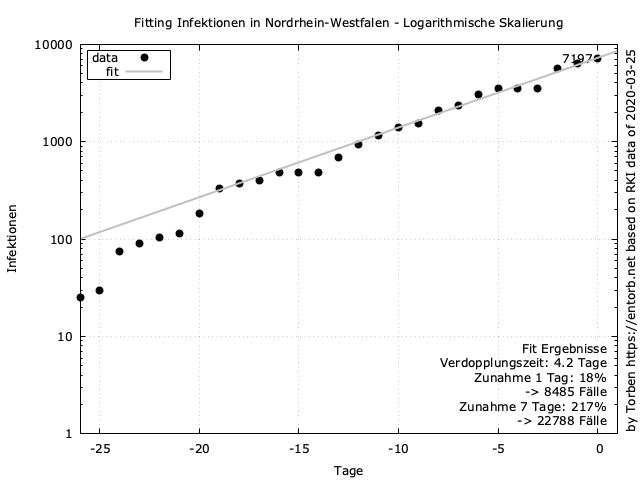 Fitting Infektionen in Nordrhein-Westfalen - Logarithmische Skalierung
10000
1000
100
10
1
Infektionen
data
fit
7197
Fit Ergebnisse
Verdopplungszeit: 4.2 Tage
Zunahme 1 Tag: 18%
-> 8485 Fälle
Zunahme 7 Tage: 217%
-> 22788 Fälle
-25 -20 -15 -10 -5 0
Tage
by Torben https://entorb.net based on RKI data of 2020-03-25